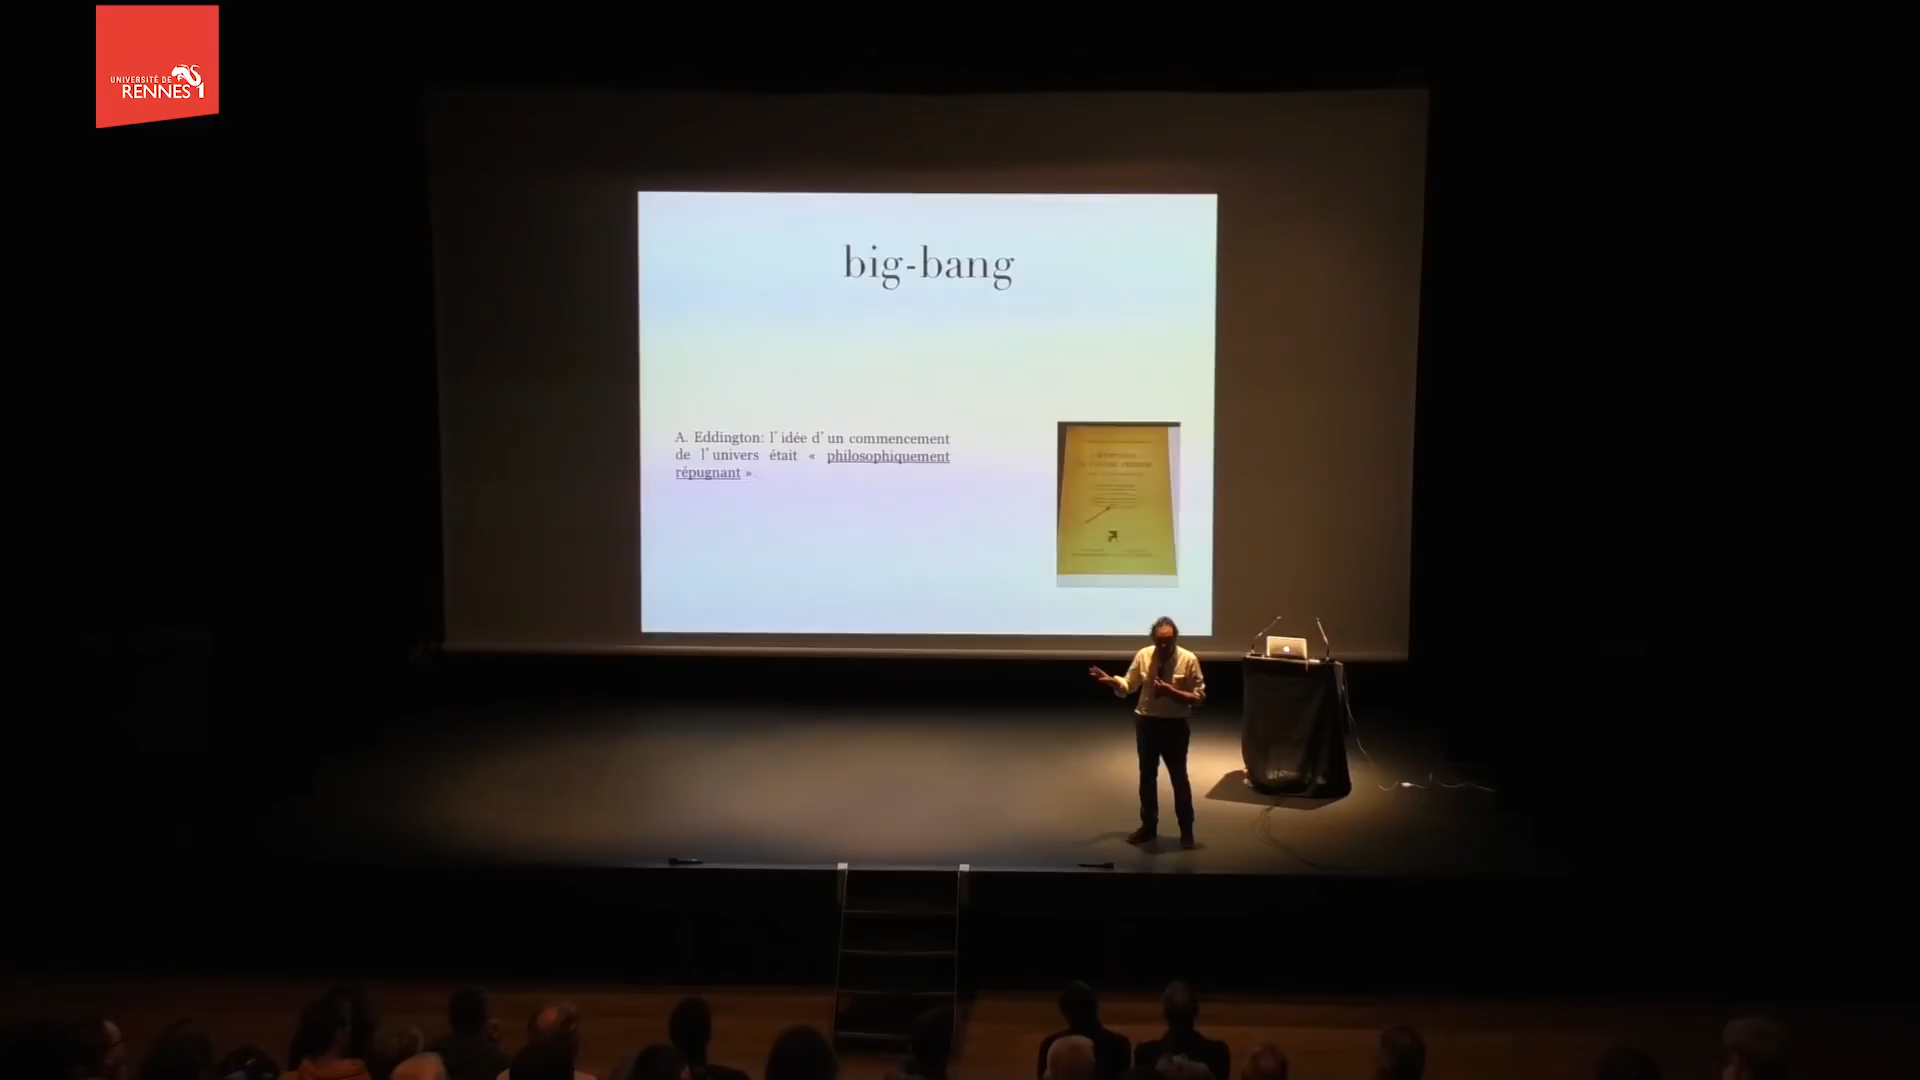 UNIVERSITÉ DE
RENNES 1
big-bang
A. Eddington: l'idée d'un commencement
de l'univers était « philosophiquement
répugnant ».